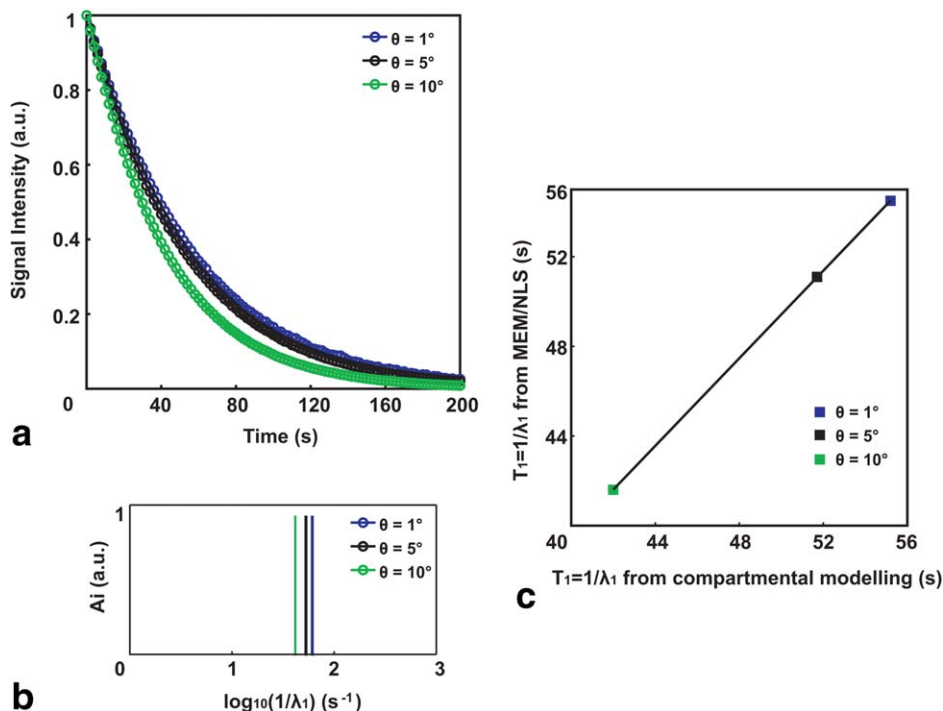 1
0.8
0.6
0.4
0.2
0
40
80
120
160
200
Signal Intensity (a.u.)
Time (s)
θ = 1°
θ = 5°
θ = 10°
a
1
Ai (a.u.)
θ = 1°
θ = 5°
θ = 10°
0
1
2
3
log₁₀(1/λ₁) (s⁻¹)
b
56
52
48
44
40
40
44
48
52
56
T₁=1/λ₁ from MEM/NLS (s)
θ = 1°
θ = 5°
θ = 10°
T₁=1/λ₁ from compartmental modelling (s)
c